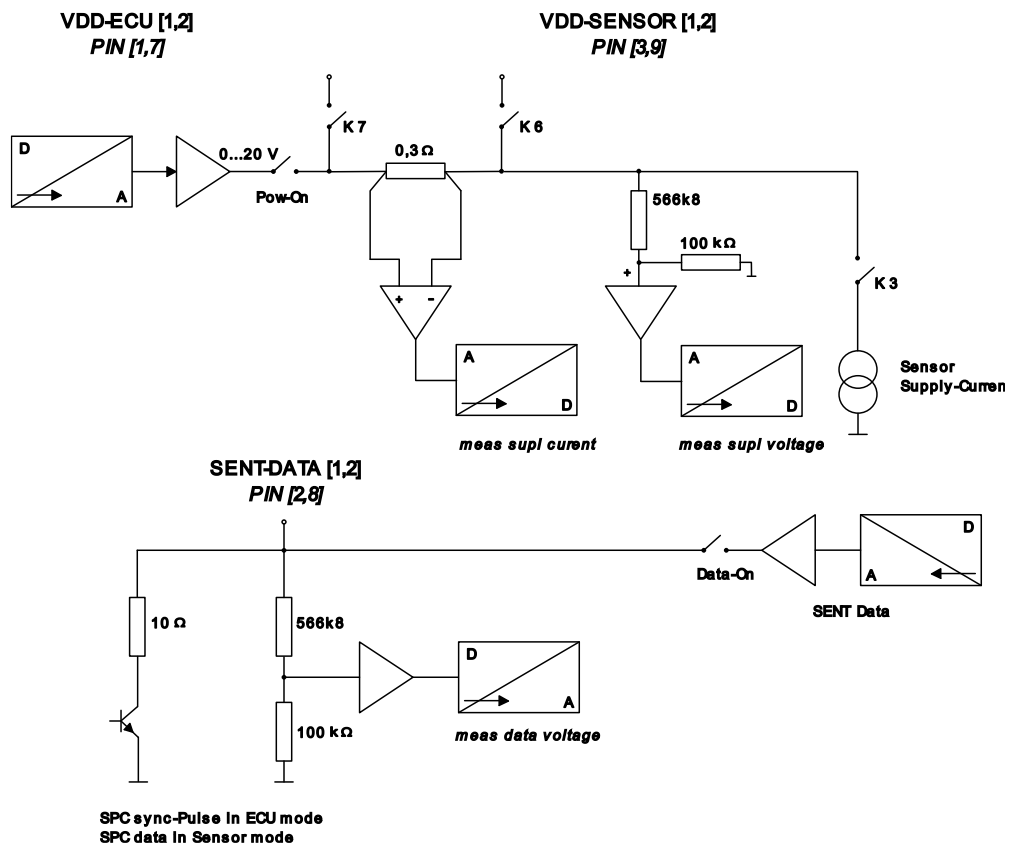 VDD-ECU [1,2]
PIN [1,7]
VDD-SENSOR [1,2]
PIN [3,9]
K 7
K 6
D
A
0...20 V
Pow-On
0,3 Ω
566k8
100 kΩ
+
+ −
K 3
A
D
A
D
Sensor
Supply-Curren
meas supl curent
meas supl voltage
SENT-DATA [1,2]
PIN [2,8]
Data-On
D
A
SENT Data
10 Ω
566k8
D
A
100 kΩ
meas data voltage
SPC sync-Pulse in ECU mode
SPC data in Sensor mode